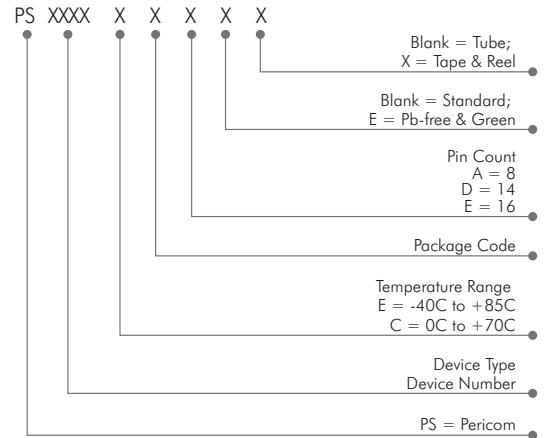 PS XXXX X X X X X
Blank = Tube;
X = Tape & Reel
Blank = Standard;
E = Pb-free & Green
Pin Count
A = 8
D = 14
E = 16
Package Code
Temperature Range
E = -40C to +85C
C = 0C to +70C
Device Type
Device Number
PS = Pericom